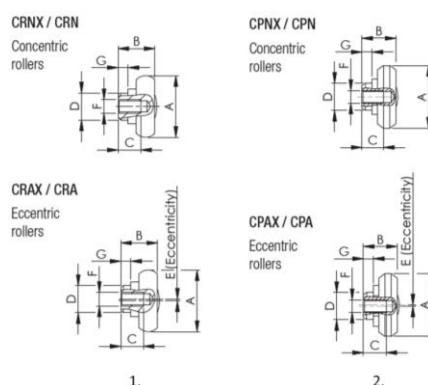 CRNX / CRN
Concentric
rollers
B
G
D
F
A
C
CPNX / CPN
Concentric
rollers
B
G
F
D
A
C
CRAX / CRA
Eccentric
rollers
E (Eccentricity)
B
G
F
D
A
C
CPAX / CPA
Eccentric
rollers
E (Eccentricity)
B
G
F
D
A
C
1.
2.